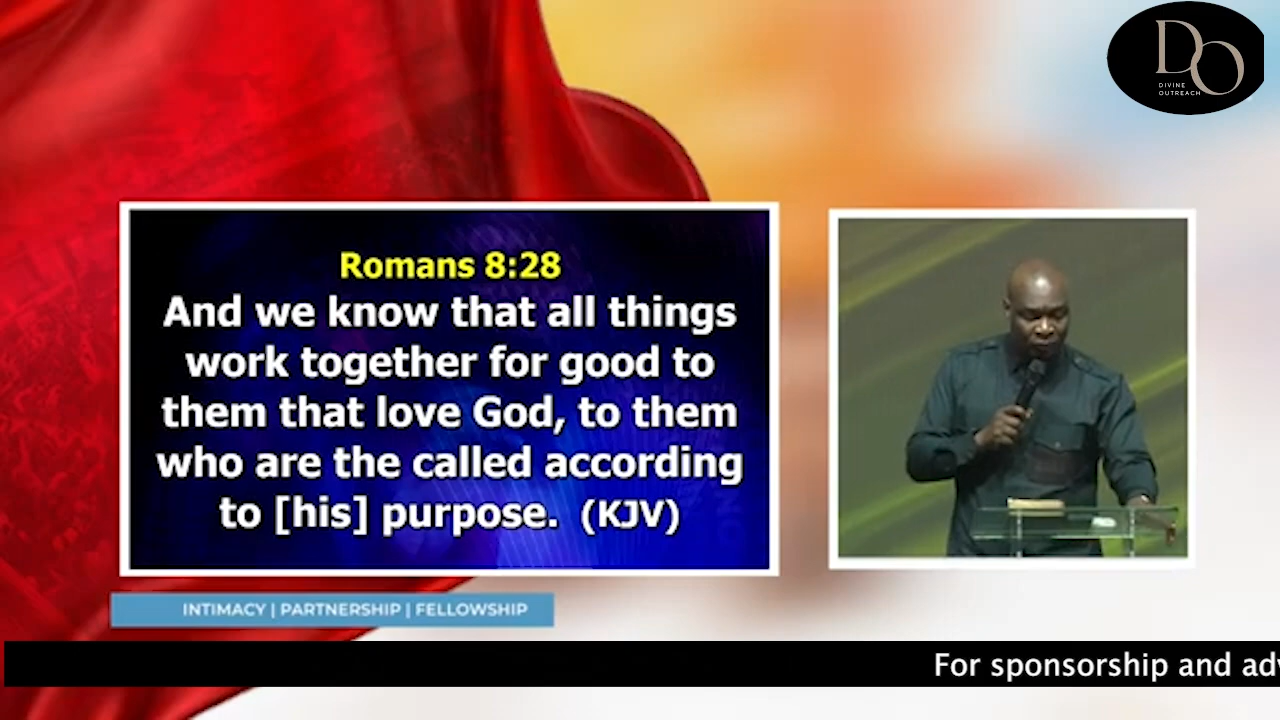 DO
DIVINE
OUTREACH
Romans 8:28
And we know that all things
work together for good to
them that love God, to them
who are the called according
to [his] purpose. (KJV)
INTIMACY | PARTNERSHIP | FELLOWSHIP
For sponsorship and